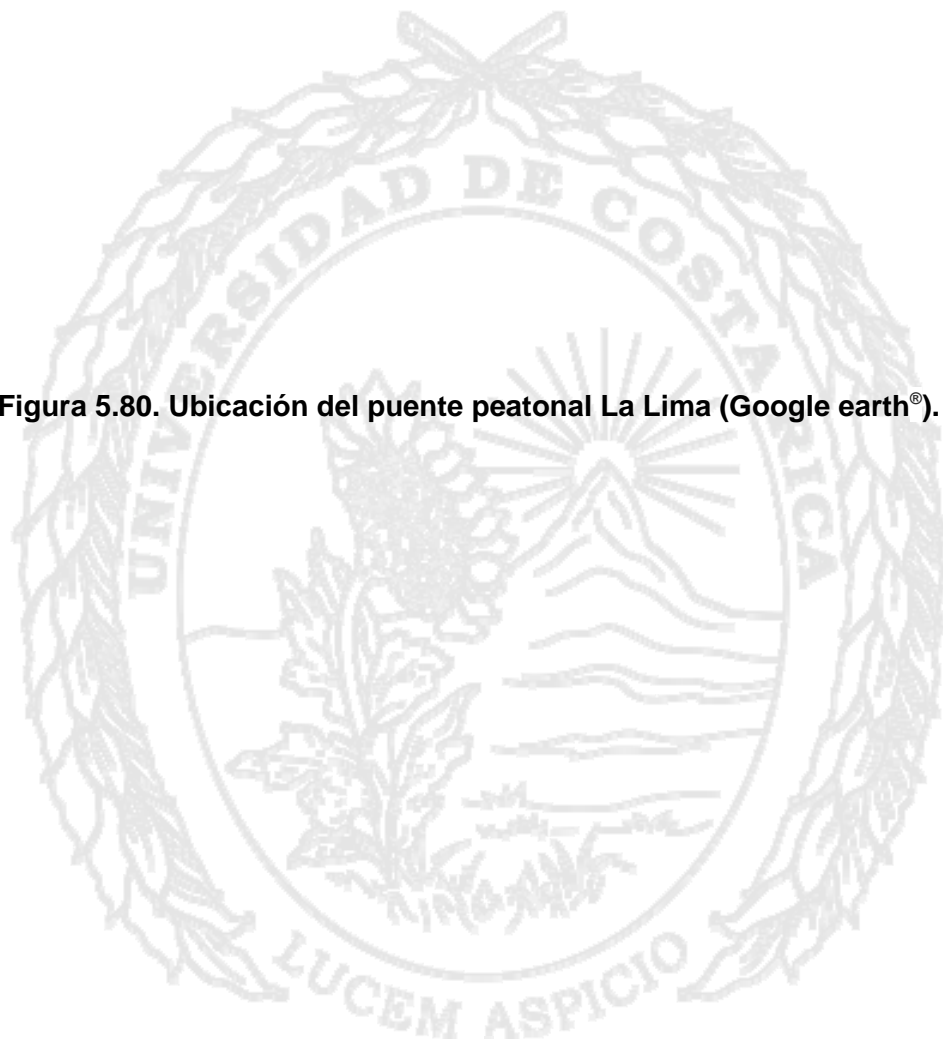 UNIVERSIDAD DE COSTA RICA
Figura 5.80. Ubicación del puente peatonal La Lima (Google earth®).
LUCEM ASPICIO